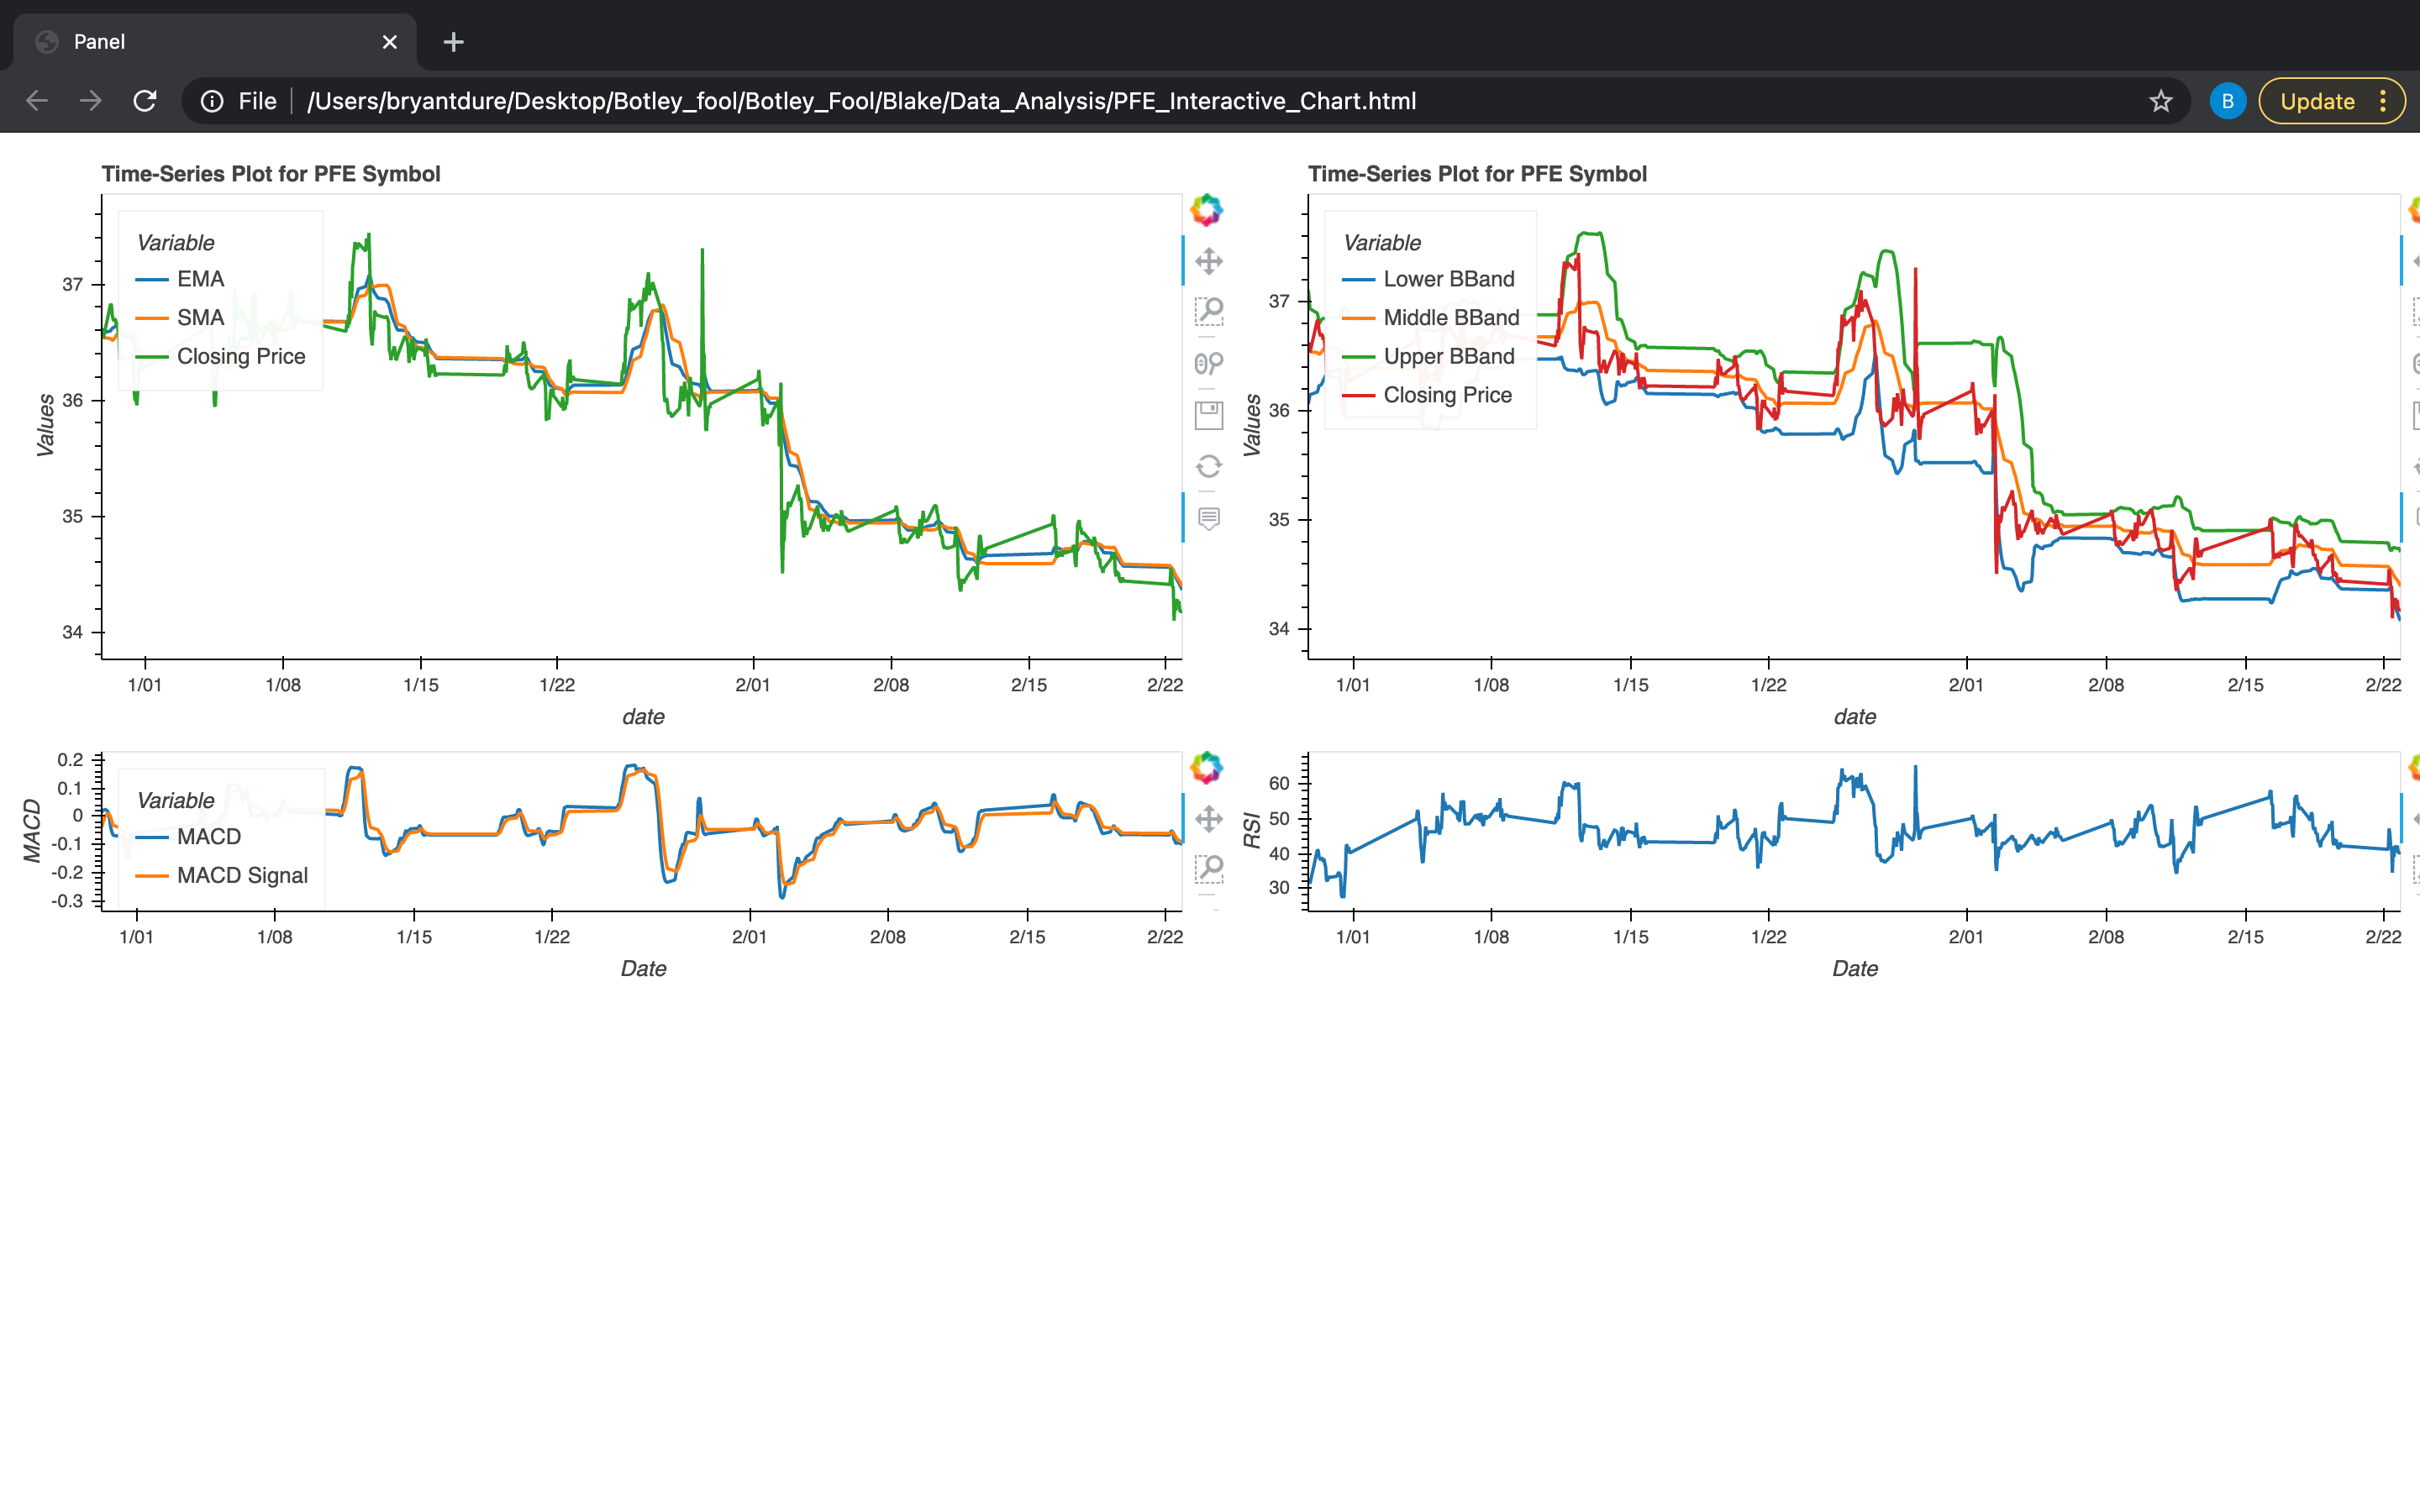 Panel
File /Users/bryantdure/Desktop/Botley_fool/Botley_Fool/Blake/Data_Analysis/PFE_Interactive_Chart.html
B
Update
Time-Series Plot for PFE Symbol
Variable
EMA
SMA
Closing Price
37
36
35
34
Values
1/01 1/08 1/15 1/22 2/01 2/08 2/15 2/22
date
Time-Series Plot for PFE Symbol
Variable
Lower BBand
Middle BBand
Upper BBand
Closing Price
37
36
35
34
Values
1/01 1/08 1/15 1/22 2/01 2/08 2/15 2/22
date
Variable
MACD
MACD Signal
0.2
0.1
0
-0.1
-0.2
-0.3
MACD
1/01 1/08 1/15 1/22 2/01 2/08 2/15 2/22
Date
60
50
40
30
RSI
1/01 1/08 1/15 1/22 2/01 2/08 2/15 2/22
Date